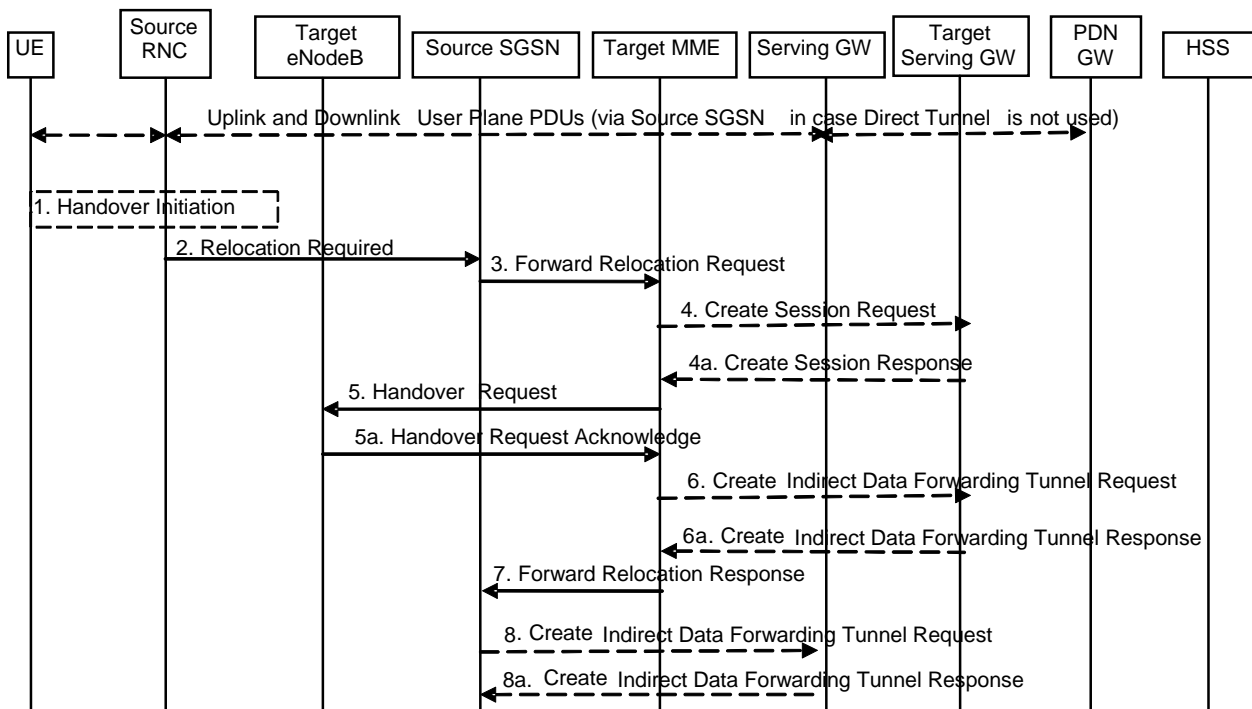 UE
Source
RNC
Target
eNodeB
Source SGSN
Target MME
Serving GW
Target
Serving GW
PDN
GW
HSS
Uplink and Downlink User Plane PDUs (via Source SGSN in case Direct Tunnel is not used)
1. Handover Initiation
2. Relocation Required
3. Forward Relocation Request
4. Create Session Request
4a. Create Session Response
5. Handover Request
5a. Handover Request Acknowledge
6. Create Indirect Data Forwarding Tunnel Request
6a. Create Indirect Data Forwarding Tunnel Response
7. Forward Relocation Response
8. Create Indirect Data Forwarding Tunnel Request
8a. Create Indirect Data Forwarding Tunnel Response